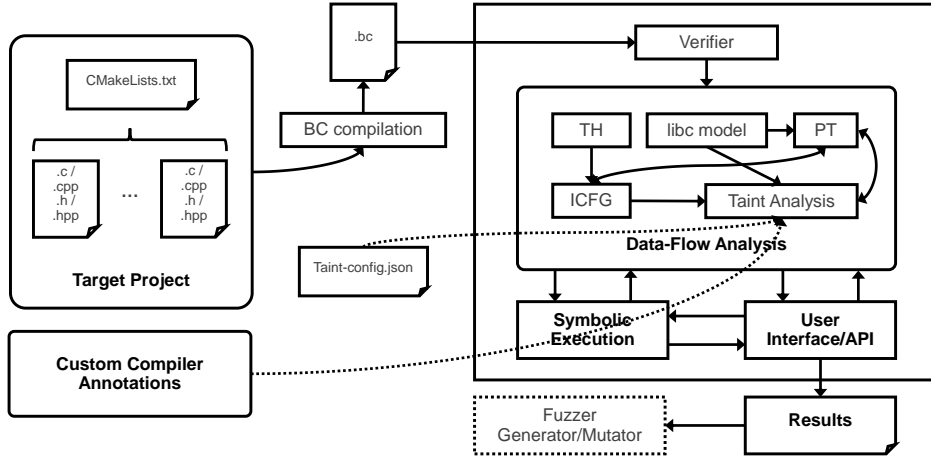 CMakeLists.txt
.c /
.cpp
.h /
.hpp
...
.c /
.cpp
.h /
.hpp
Target Project
Custom Compiler
Annotations
.bc
BC compilation
Taint-config.json
Verifier
TH
libc model
PT
ICFG
Taint Analysis
Data-Flow Analysis
Symbolic
Execution
User
Interface/API
Fuzzer
Generator/Mutator
Results